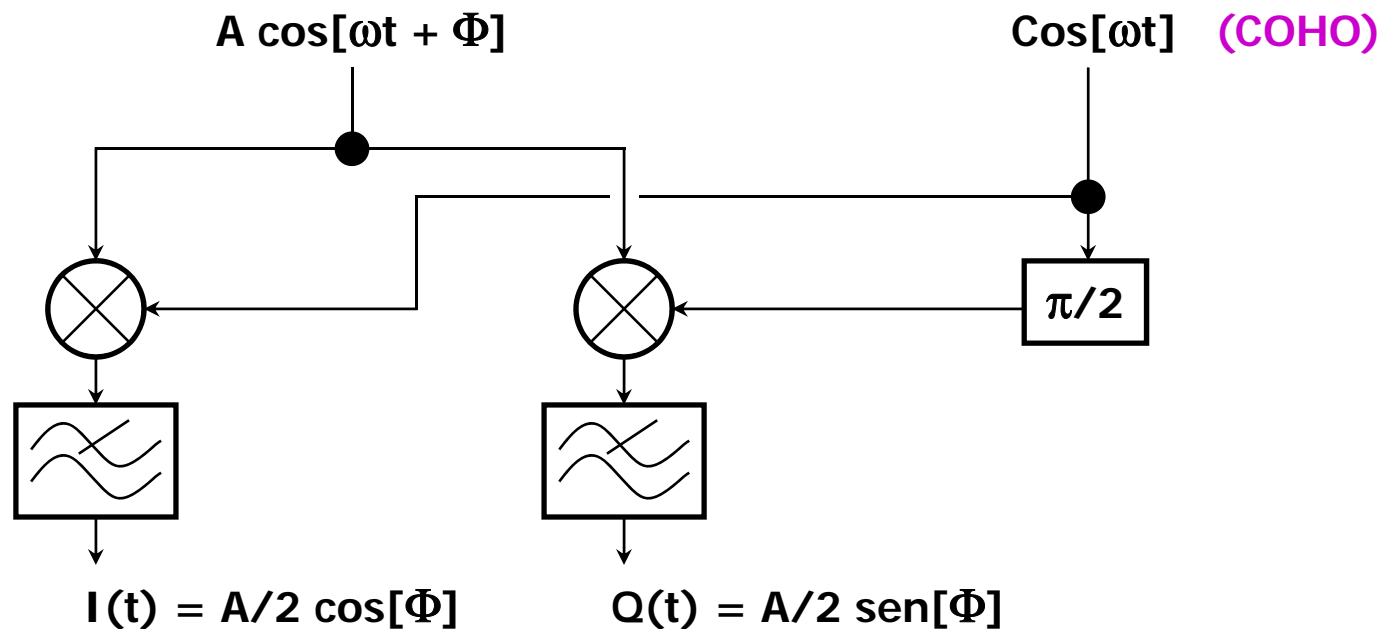 A cos[ωt + Φ]
Cos[ωt] (COHO)
π/2
I(t) = A/2 cos[Φ]
Q(t) = A/2 sen[Φ]